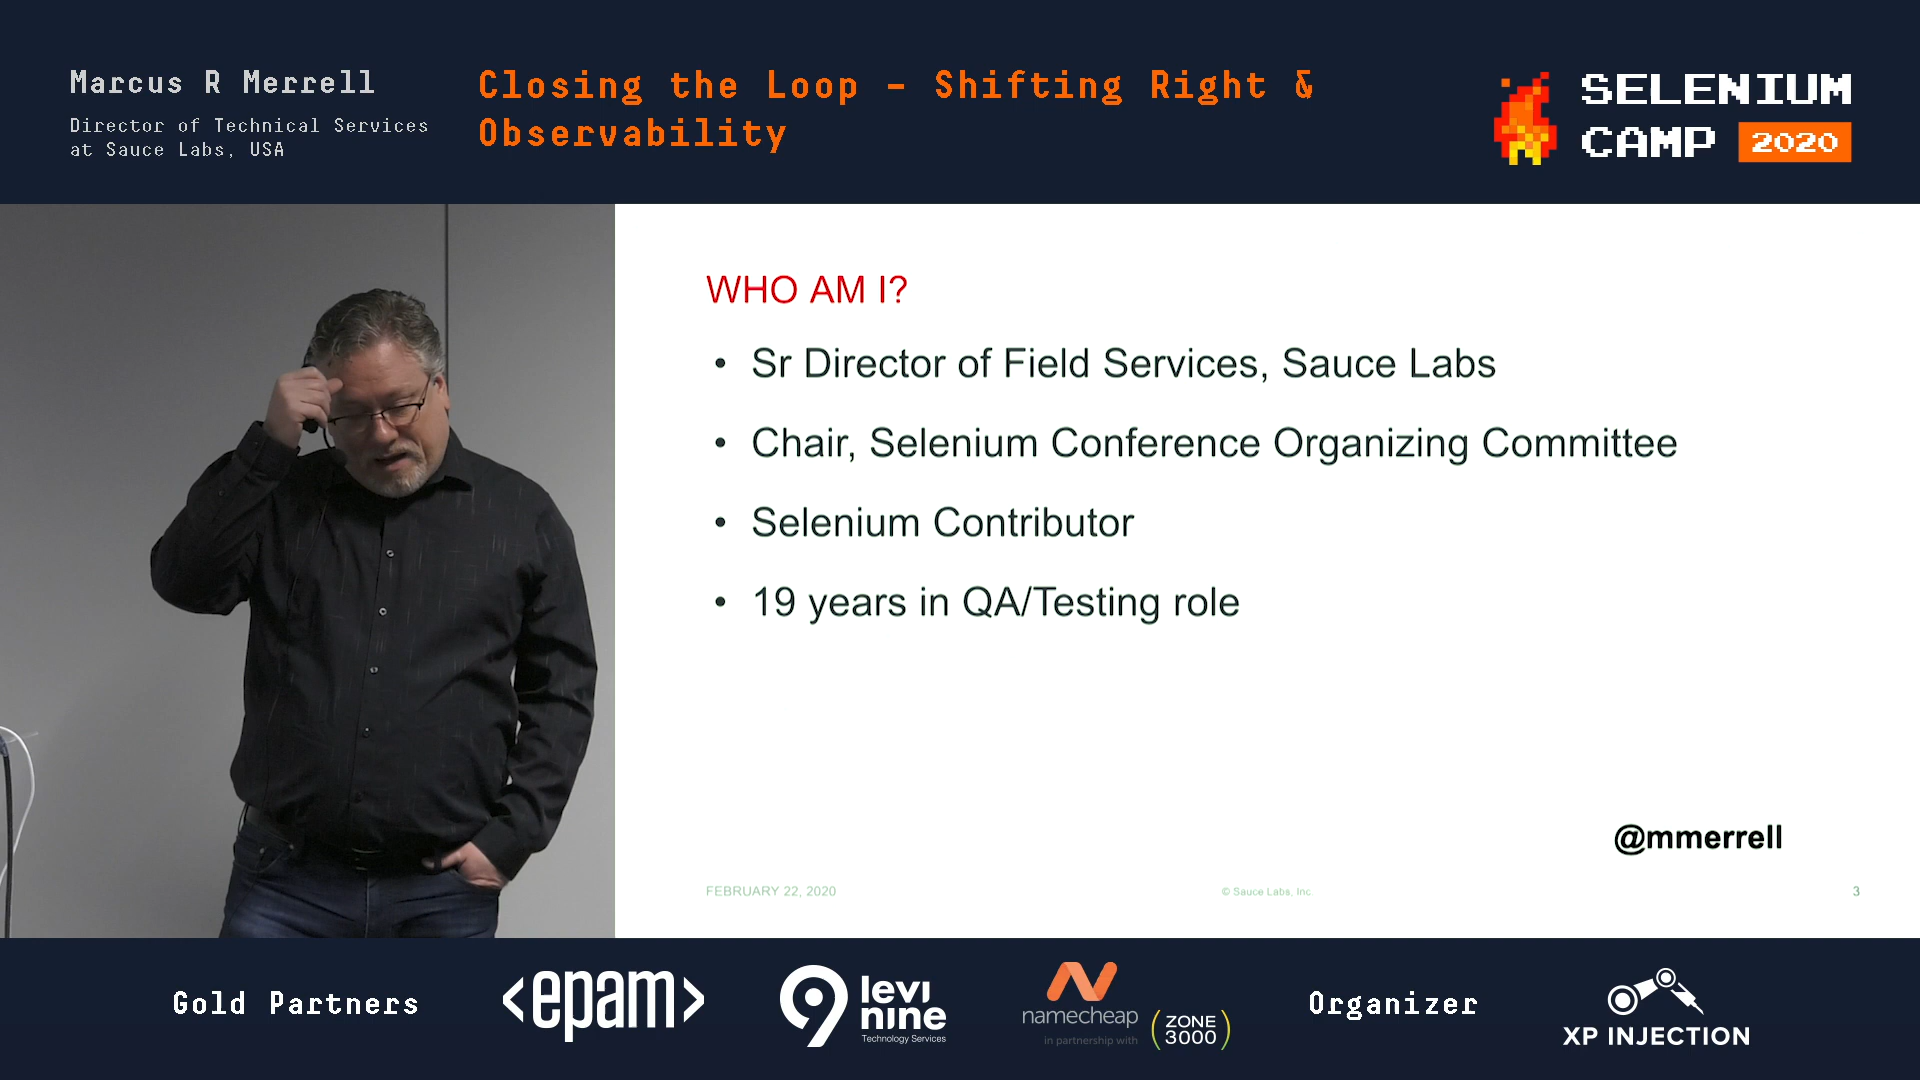 Marcus R Merrell
Director of Technical Services
at Sauce Labs, USA
Closing the Loop – Shifting Right &
Observability
SELENIUM
CAMP 2020
WHO AM I?
• Sr Director of Field Services, Sauce Labs
• Chair, Selenium Conference Organizing Committee
• Selenium Contributor
• 19 years in QA/Testing role
@mmerrell
FEBRUARY 22, 2020
© Sauce Labs, Inc.
3
Gold Partners
<epam>
levi
nine
Technology Services
namecheap
in partnership with
(ZONE
3000)
Organizer
XP INJECTION